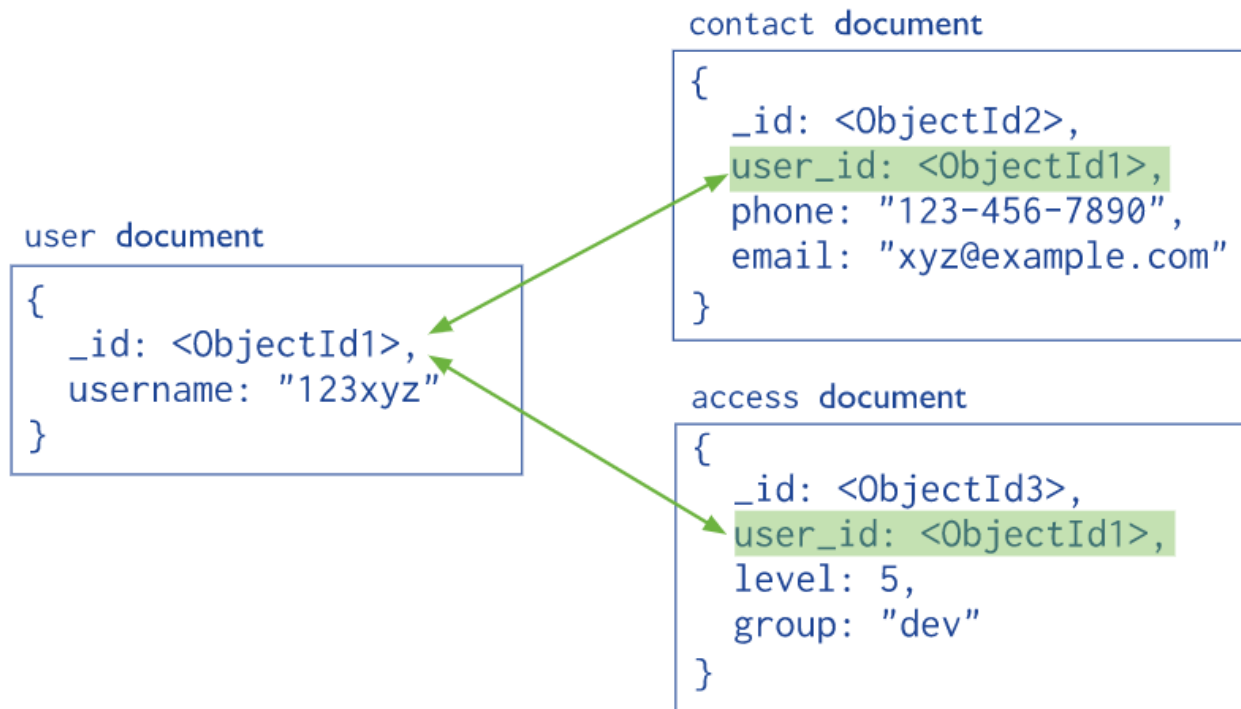 user document
{
_id: <ObjectId1>,
username: "123xyz"
}
contact document
{
_id: <ObjectId2>,
user_id: <ObjectId1>,
phone: "123-456-7890",
email: "xyz@example.com"
}
access document
{
_id: <ObjectId3>,
user_id: <ObjectId1>,
level: 5,
group: "dev"
}